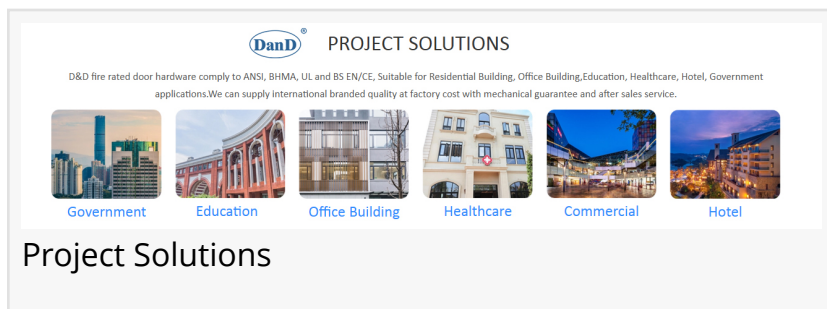 DanD® PROJECT SOLUTIONS
D&D fire rated door hardware comply to ANSI, BHMA, UL and BS EN/CE, Suitable for Residential Building, Office Building,Education, Healthcare, Hotel, Government
applications.We can supply international branded quality at factory cost with mechanical guarantee and after sales service.
Government Education Office Building Healthcare Commercial Hotel
Project Solutions